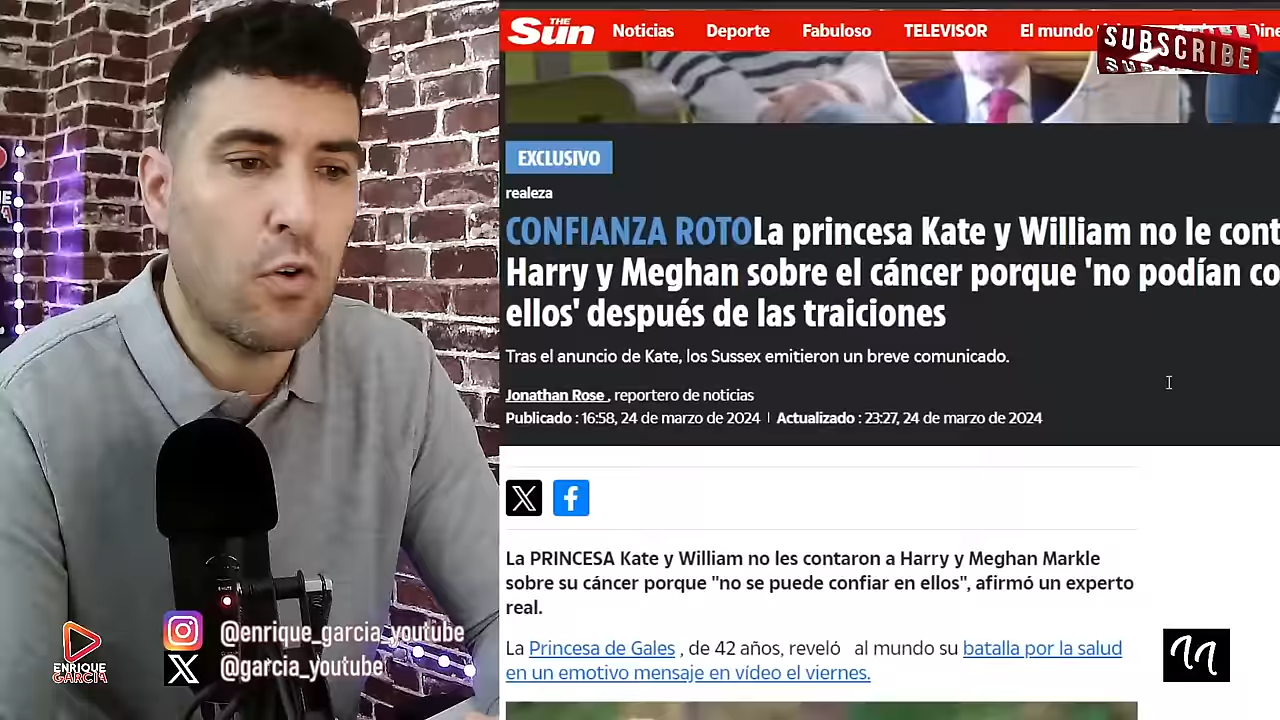 THE Sun
Noticias Deporte Fabuloso TELEVISOR El mundo
SUBSCRIBE
EXCLUSIVO
realeza
CONFIANZA ROTOLa princesa Kate y William no le cont
Harry y Meghan sobre el cáncer porque 'no podían co
ellos' después de las traiciones
Tras el anuncio de Kate, los Sussex emitieron un breve comunicado.
Jonathan Rose , reportero de noticias
Publicado : 16:58, 24 de marzo de 2024 | Actualizado : 23:27, 24 de marzo de 2024
La PRINCESA Kate y William no les contaron a Harry y Meghan Markle
sobre su cáncer porque "no se puede confiar en ellos", afirmó un experto
real.
La Princesa de Gales , de 42 años, reveló al mundo su batalla por la salud
en un emotivo mensaje en vídeo el viernes.
@enrique_garcia_youtube
@garcia_youtube
ENRIQUE
GARCIA